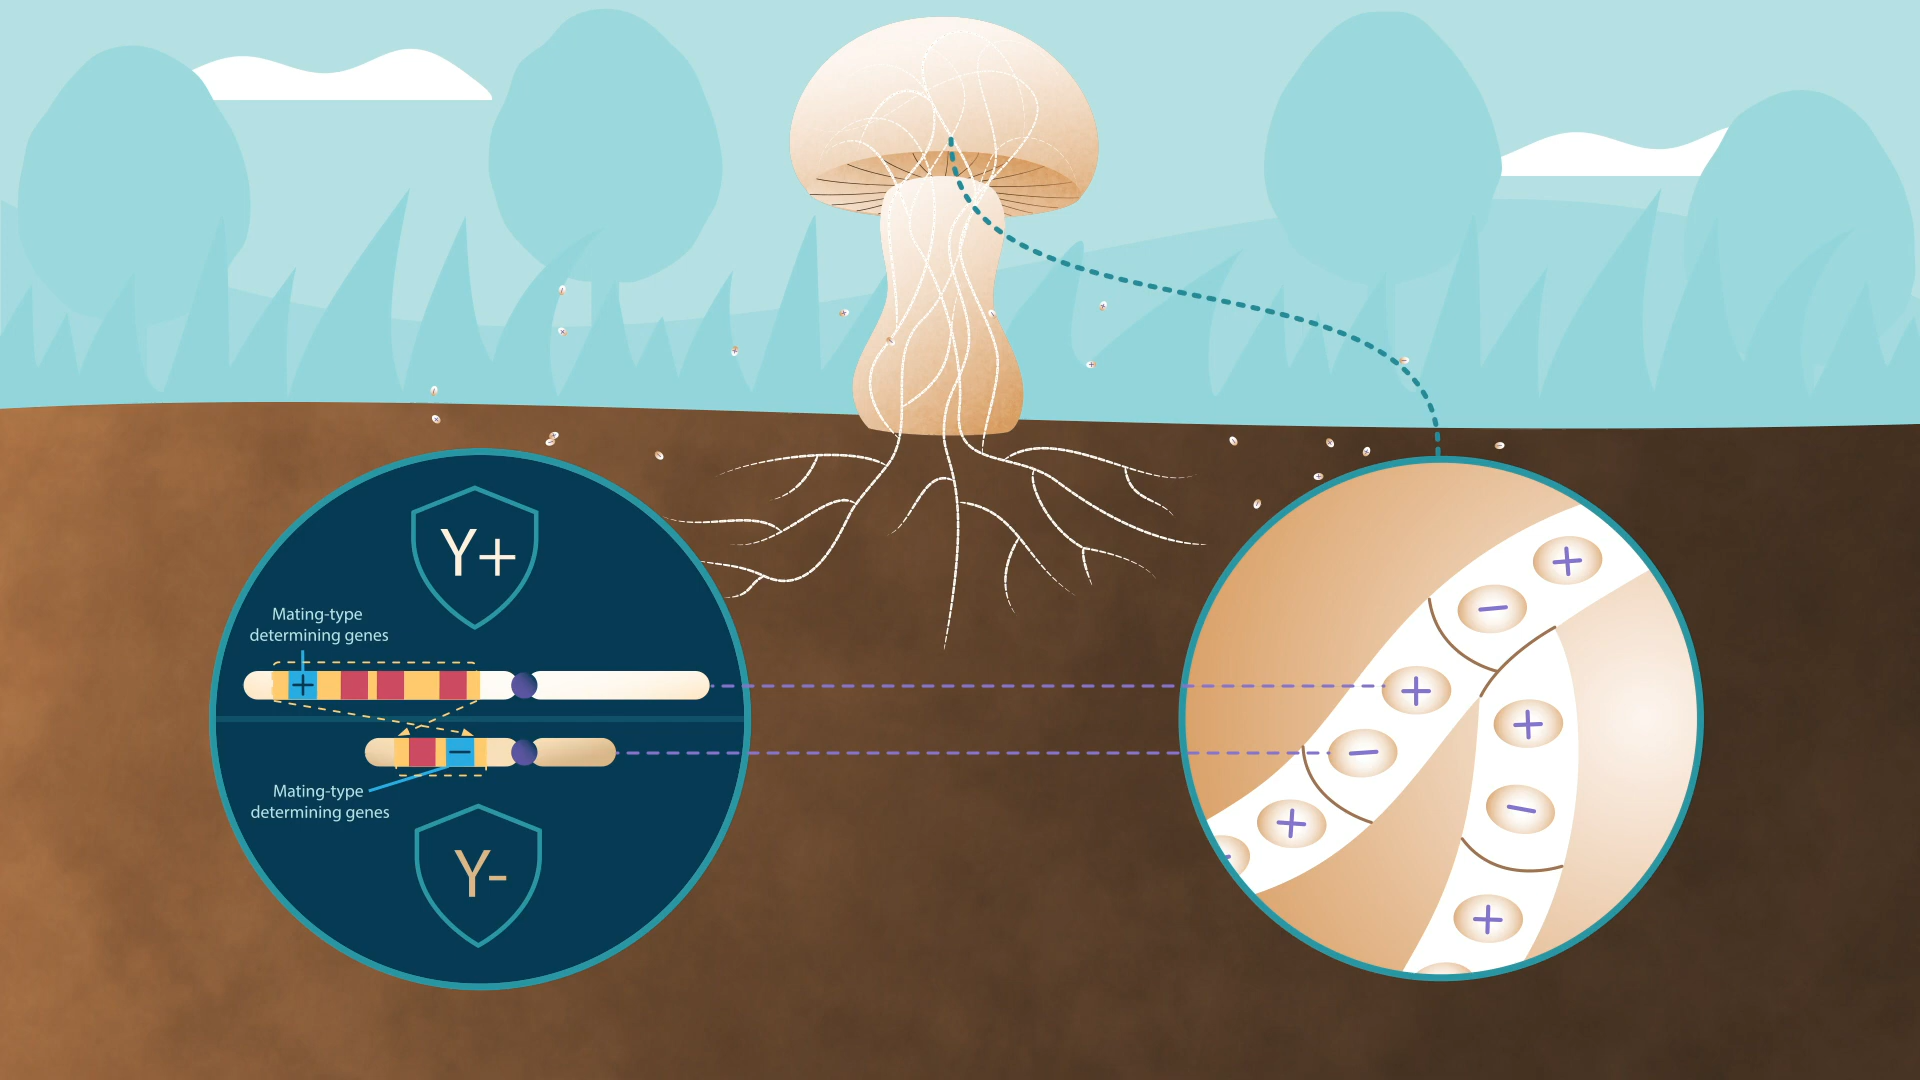 Y+
Mating-type
determining genes
+
−
Mating-type
determining genes
Y-
+
−
+
−
+
+
−
+